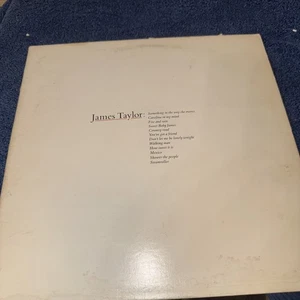 James Taylor
Something in the way she moves
Carolina in my mind
Fire and rain
Sweet Baby James
Country road
You've got a friend
Don't let me be lonely tonight
Walking man
How sweet it is
Mexico
Shower the people
Steamroller